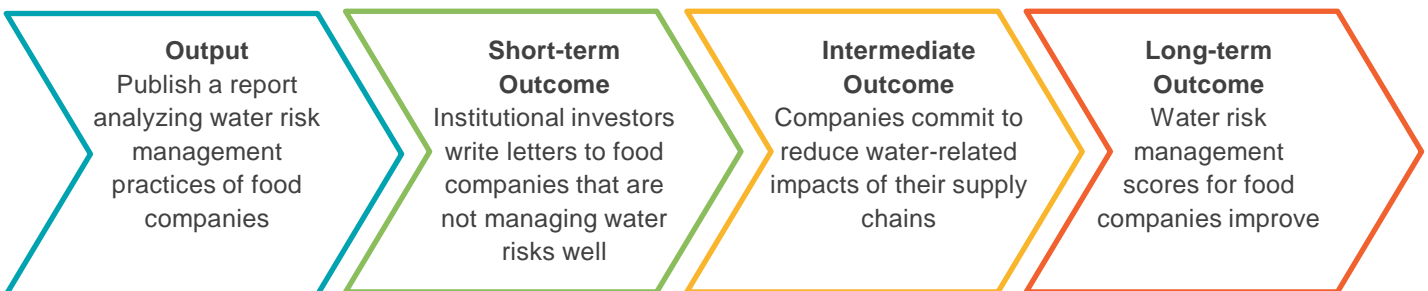 Output
Publish a report
analyzing water risk
management
practices of food
companies
Short-term
Outcome
Institutional investors
write letters to food
companies that are
not managing water
risks well
Intermediate
Outcome
Companies commit to
reduce water-related
impacts of their supply
chains
Long-term
Outcome
Water risk
management
scores for food
companies improve